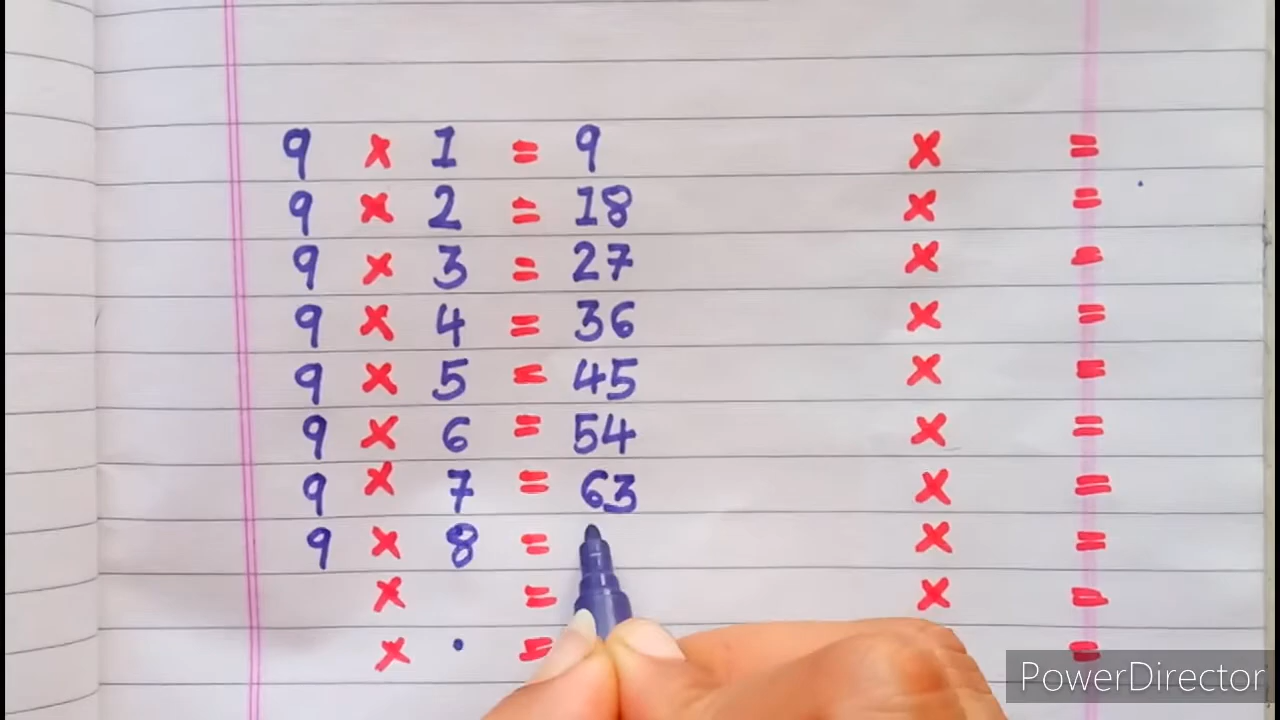 9 × 1 = 9 × =
9 × 2 = 18 × =
9 × 3 = 27 × =
9 × 4 = 36 × =
9 × 5 = 45 × =
9 × 6 = 54 × =
9 × 7 = 63 × =
9 × 8 = × =
× = × =
× = =
PowerDirector